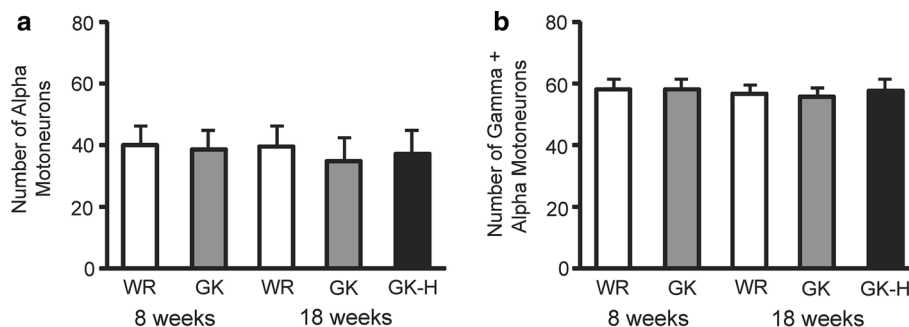 a
Number of Alpha
Motoneurons
80
60
40
20
0
WR GK WR GK GK-H
8 weeks 18 weeks
b
Number of Gamma +
Alpha Motoneurons
80
60
40
20
0
WR GK WR GK GK-H
8 weeks 18 weeks